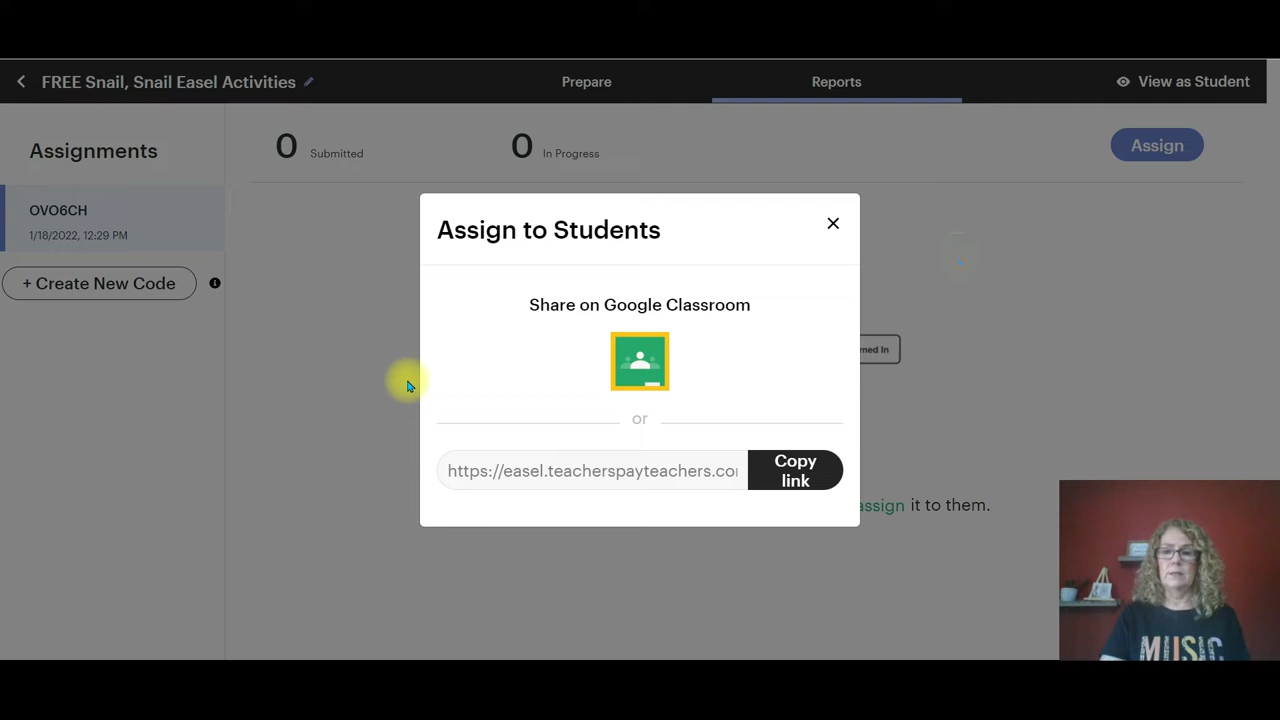 FREE Snail, Snail Easel Activities
Prepare
Reports
View as Student
Assignments
0 Submitted
0 In Progress
Assign
OVO6CH
1/18/2022, 12:29 PM
+ Create New Code
Assign to Students
Share on Google Classroom
or
https://easel.teacherspayteachers.co
Copy link
med In
assign it to them.
MUSIC